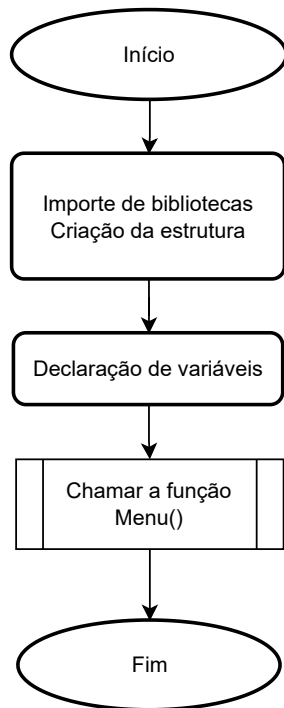 Início
Importe de bibliotecas
Criação da estrutura
Declaração de variáveis
Chamar a função
Menu()
Fim